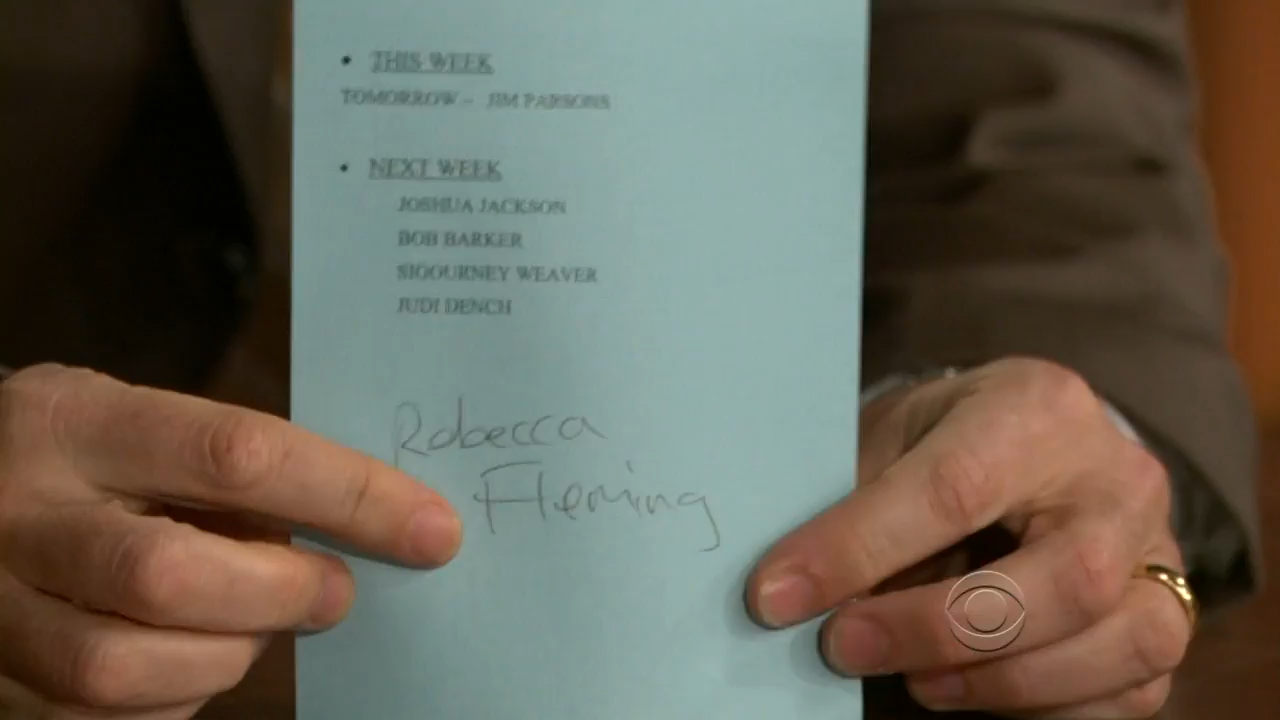 • THIS WEEK
TOMORROW – JIM PARSONS
• NEXT WEEK
JOSHUA JACKSON
BOB BARKER
SIGOURNEY WEAVER
JUDI DENCH
Rebecca
Fleming